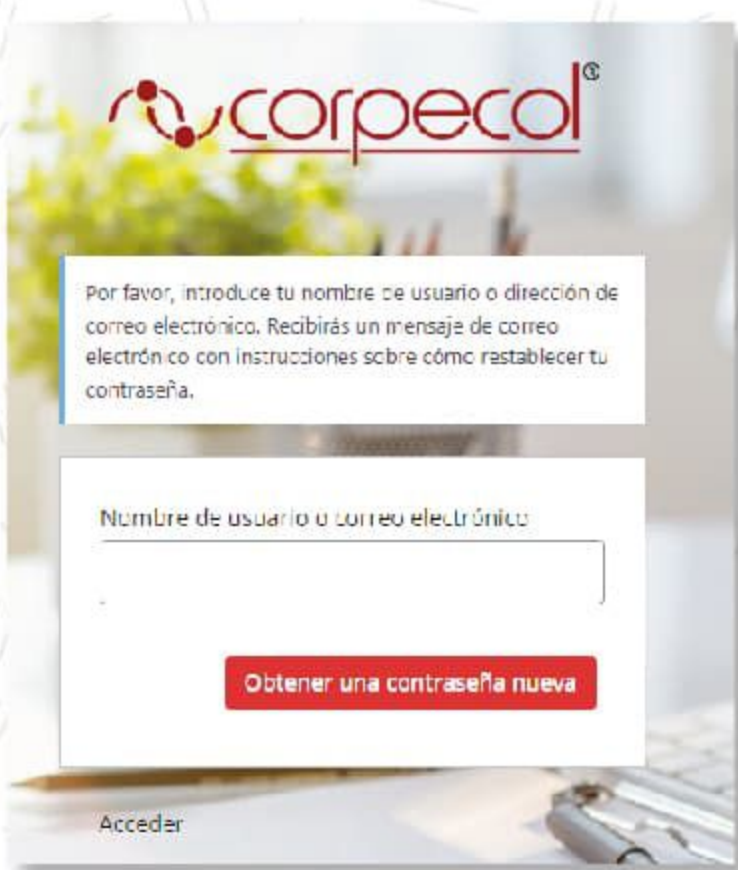 corpecol®
Por favor, introduce tu nombre de usuario o dirección de
correo electrónico. Recibirás un mensaje de correo
electrónico con instrucciones sobre cómo restablecer tu
contraseña.
Nombre de usuario o correo electrónico
Obtener una contraseña nueva
Acceder